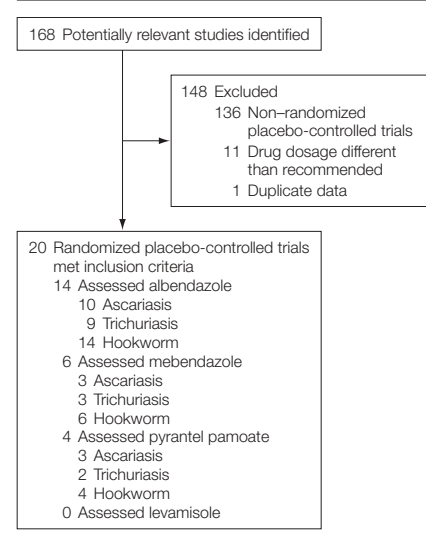 168 Potentially relevant studies identified
148 Excluded
136 Non–randomized
placebo-controlled trials
11 Drug dosage different
than recommended
1 Duplicate data
20 Randomized placebo-controlled trials
met inclusion criteria
14 Assessed albendazole
10 Ascariasis
9 Trichuriasis
14 Hookworm
6 Assessed mebendazole
3 Ascariasis
3 Trichuriasis
6 Hookworm
4 Assessed pyrantel pamoate
3 Ascariasis
2 Trichuriasis
4 Hookworm
0 Assessed levamisole